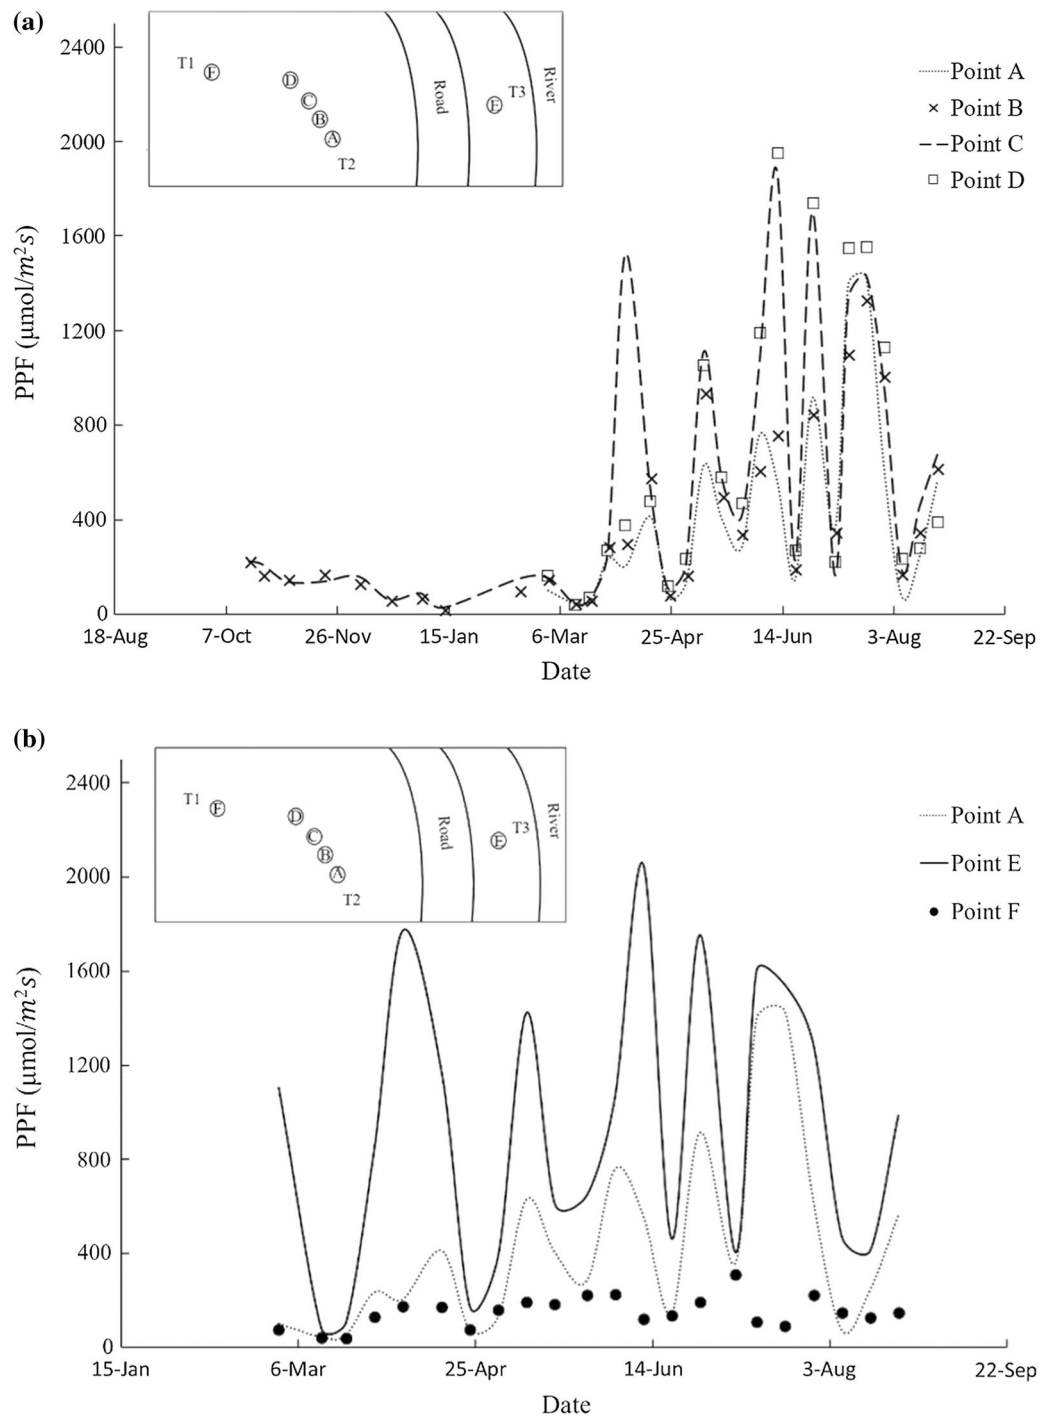 (a)
2400
2000
1600
1200
800
400
0
PPF (μmol/m²s)
T1
F
D
C
B
A
T2
Road
E
T3
River
Point A
Point B
Point C
Point D
18-Aug 7-Oct 26-Nov 15-Jan 6-Mar 25-Apr 14-Jun 3-Aug 22-Sep
Date
(b)
2400
2000
1600
1200
800
400
0
PPF (μmol/m²s)
T1
F
D
C
B
A
T2
Road
E
T3
River
Point A
Point E
Point F
15-Jan 6-Mar 25-Apr 14-Jun 3-Aug 22-Sep
Date